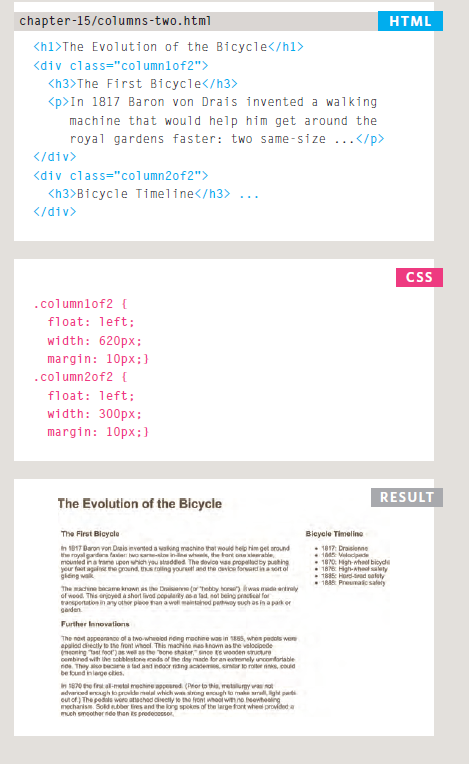 chapter-15/columns-two.html
HTML
<h1>The Evolution of the Bicycle</h1>
<div class="column1of2">
<h3>The First Bicycle</h3>
<p>In 1817 Baron von Drais invented a walking
machine that would help him get around the
royal gardens faster: two same-size ...</p>
</div>
<div class="column2of2">
<h3>Bicycle Timeline</h3> ...
</div>
CSS
.column1of2 {
float: left;
width: 620px;
margin: 10px;}
.column2of2 {
float: left;
width: 300px;
margin: 10px;}
RESULT
The Evolution of the Bicycle
The First Bicycle
In 1817 Baron von Drais invented a walking machine that would help him get around
the royal gardens faster: two same-size in-line wheels, the front one steerable,
mounted in a frame upon which you straddled. The device was propelled by pushing
your feet against the ground, thus rolling yourself and the device forward in a sort of
gliding walk.
The machine became known as the Draisienne (or "hobby horse"). It was made entirely
of wood. This enjoyed a short lived popularity as a fad, not being practical for
transportation in any other place than a well maintained pathway such as in a park or
garden.
Further Innovations
The next appearance of a two-wheeled riding machine was in 1865, when pedals were
applied directly to the front wheel. This machine was known as the velocipede
(meaning "fast foot") as well as the "bone shaker," since its wooden structure
combined with the cobblestone roads of the day made for an extremely uncomfortable
ride. They also became a fad and indoor riding academies, similar to roller rinks, could
be found in large cities.
In 1870 the first all-metal machine appeared. (Prior to this, metallurgy was not
advanced enough to provide metal which was strong enough to make small, light parts
out of.) The pedals were attached directly to the front wheel with no freewheeling
mechanism. Solid rubber tires and the long spokes of the large front wheel provided a
much smoother ride than its predecessor.
Bicycle Timeline
1817: Draisienne
1865: Velocipede
1870: High-wheel bicycle
1876: High-wheel safety
1885: Hard-tired safety
1888: Pneumatic safety